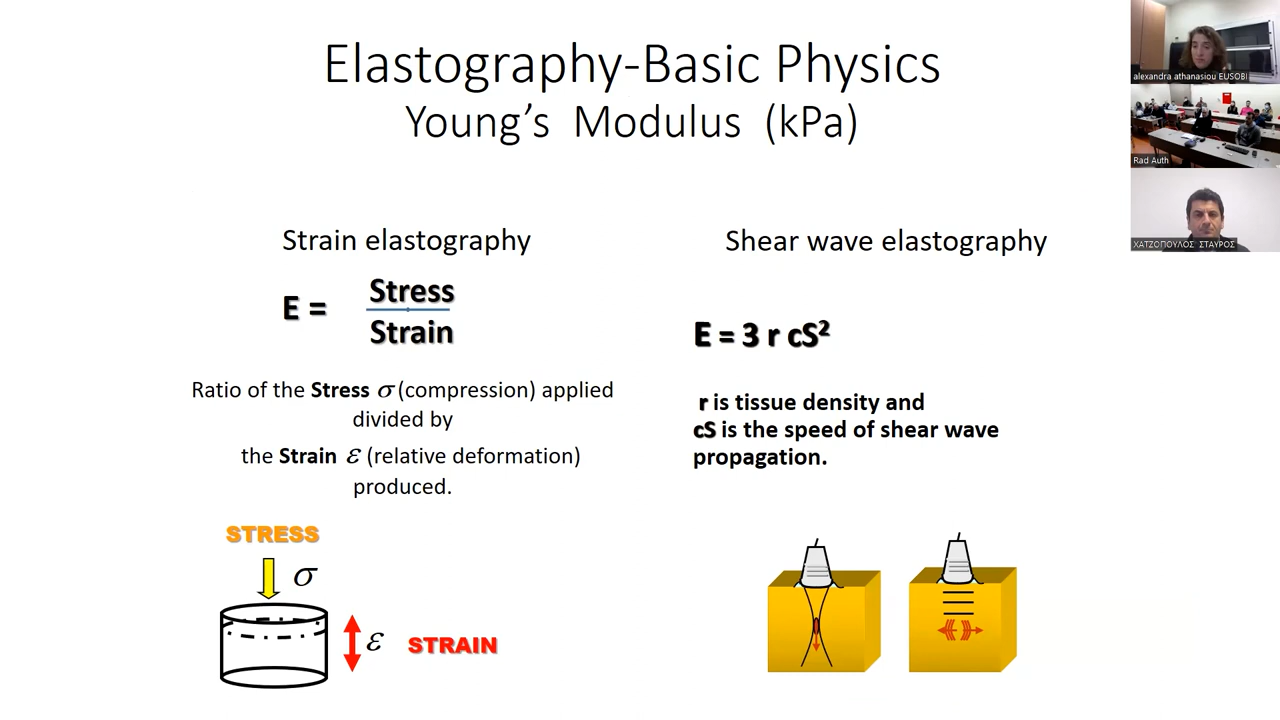 Elastography-Basic Physics
Young’s Modulus (kPa)
Strain elastography
E =
Stress
Strain
Ratio of the Stress σ (compression) applied
divided by
the Strain ε (relative deformation)
produced.
STRESS
σ
ε
STRAIN
Shear wave elastography
E = 3 r cS²
r is tissue density and
cS is the speed of shear wave
propagation.
alexandra athanasiou EUSOBI
Rad Auth
ΧΑΤΖΟΠΟΥΛΟΣ ΣΤΑΥΡΟΣ